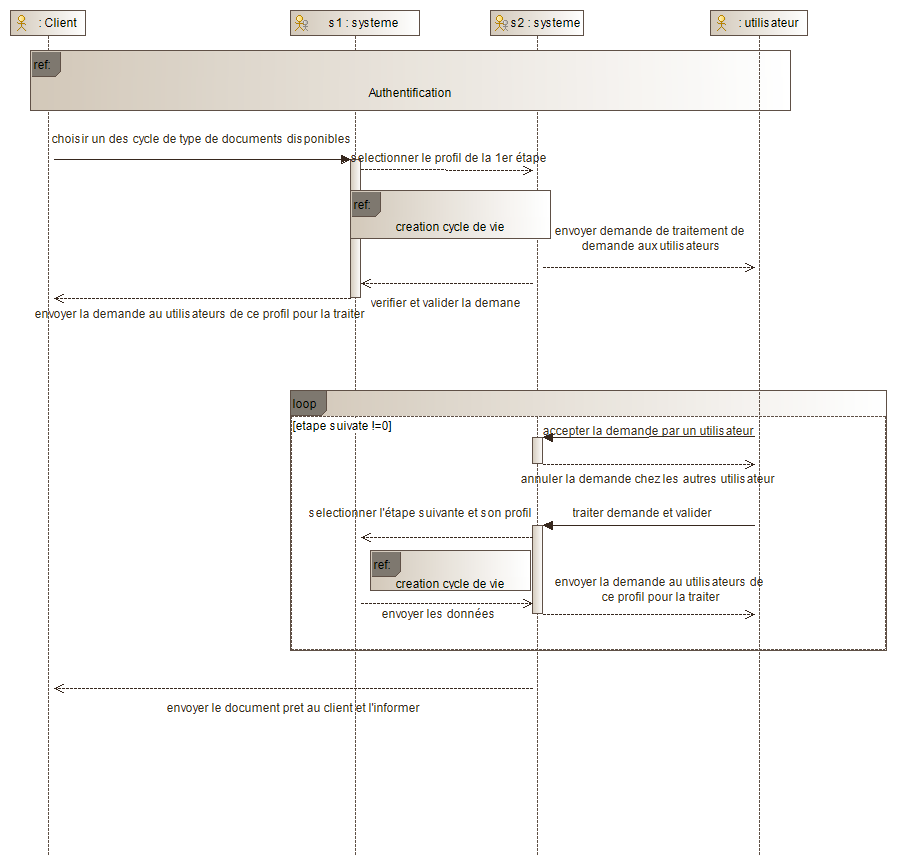 : Client
s1 : systeme
s2 : systeme
: utilisateur
ref:
Authentification
choisir un des cycle de type de documents disponibles
selectionner le profil de la 1er étape
ref:
creation cycle de vie
envoyer demande de traitement de
demande aux utilisateurs
verifier et valider la demane
envoyer la demande au utilisateurs de ce profil pour la traiter
loop
[etape suivate !=0]
accepter la demande par un utilisateur
annuler la demande chez les autres utilisateur
selectionner l'étape suivante et son profil
traiter demande et valider
ref:
creation cycle de vie
envoyer la demande au utilisateurs de
ce profil pour la traiter
envoyer les données
envoyer le document pret au client et l'informer